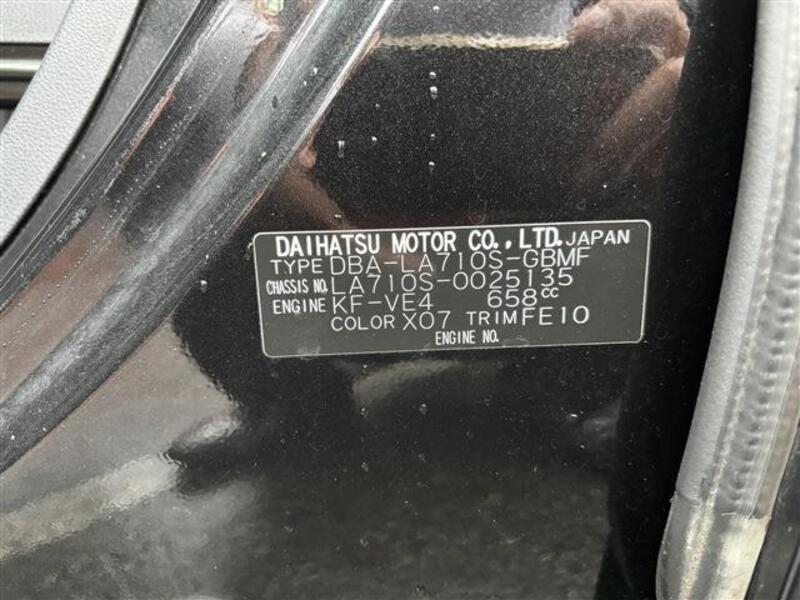 DAIHATSU MOTOR CO., LTD. JAPAN
TYPE DBA-LA710S-GBMF
CHASSIS NO. LA710S-0025135
ENGINE KF-VE4 658cc
COLOR X07 TRIM FE10
ENGINE NO.